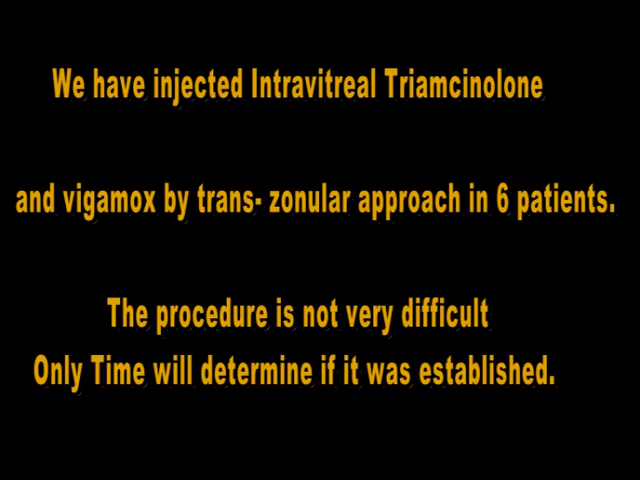 We have injected Intravitreal Triamcinolone
and vigamox by trans- zonular approach in 6 patients.
The procedure is not very difficult
Only Time will determine if it was established.